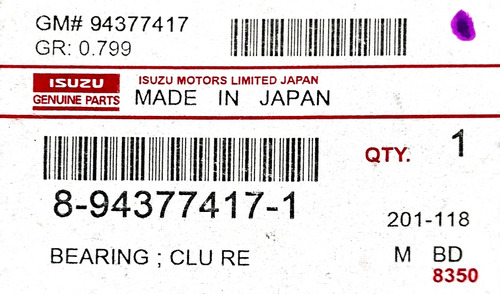 GM# 94377417
GR: 0.799
ISUZU
GENUINE PARTS
ISUZU MOTORS LIMITED JAPAN
MADE IN JAPAN
QTY. 1
8-94377417-1
201-118
BEARING ; CLU RE
M BD
8350